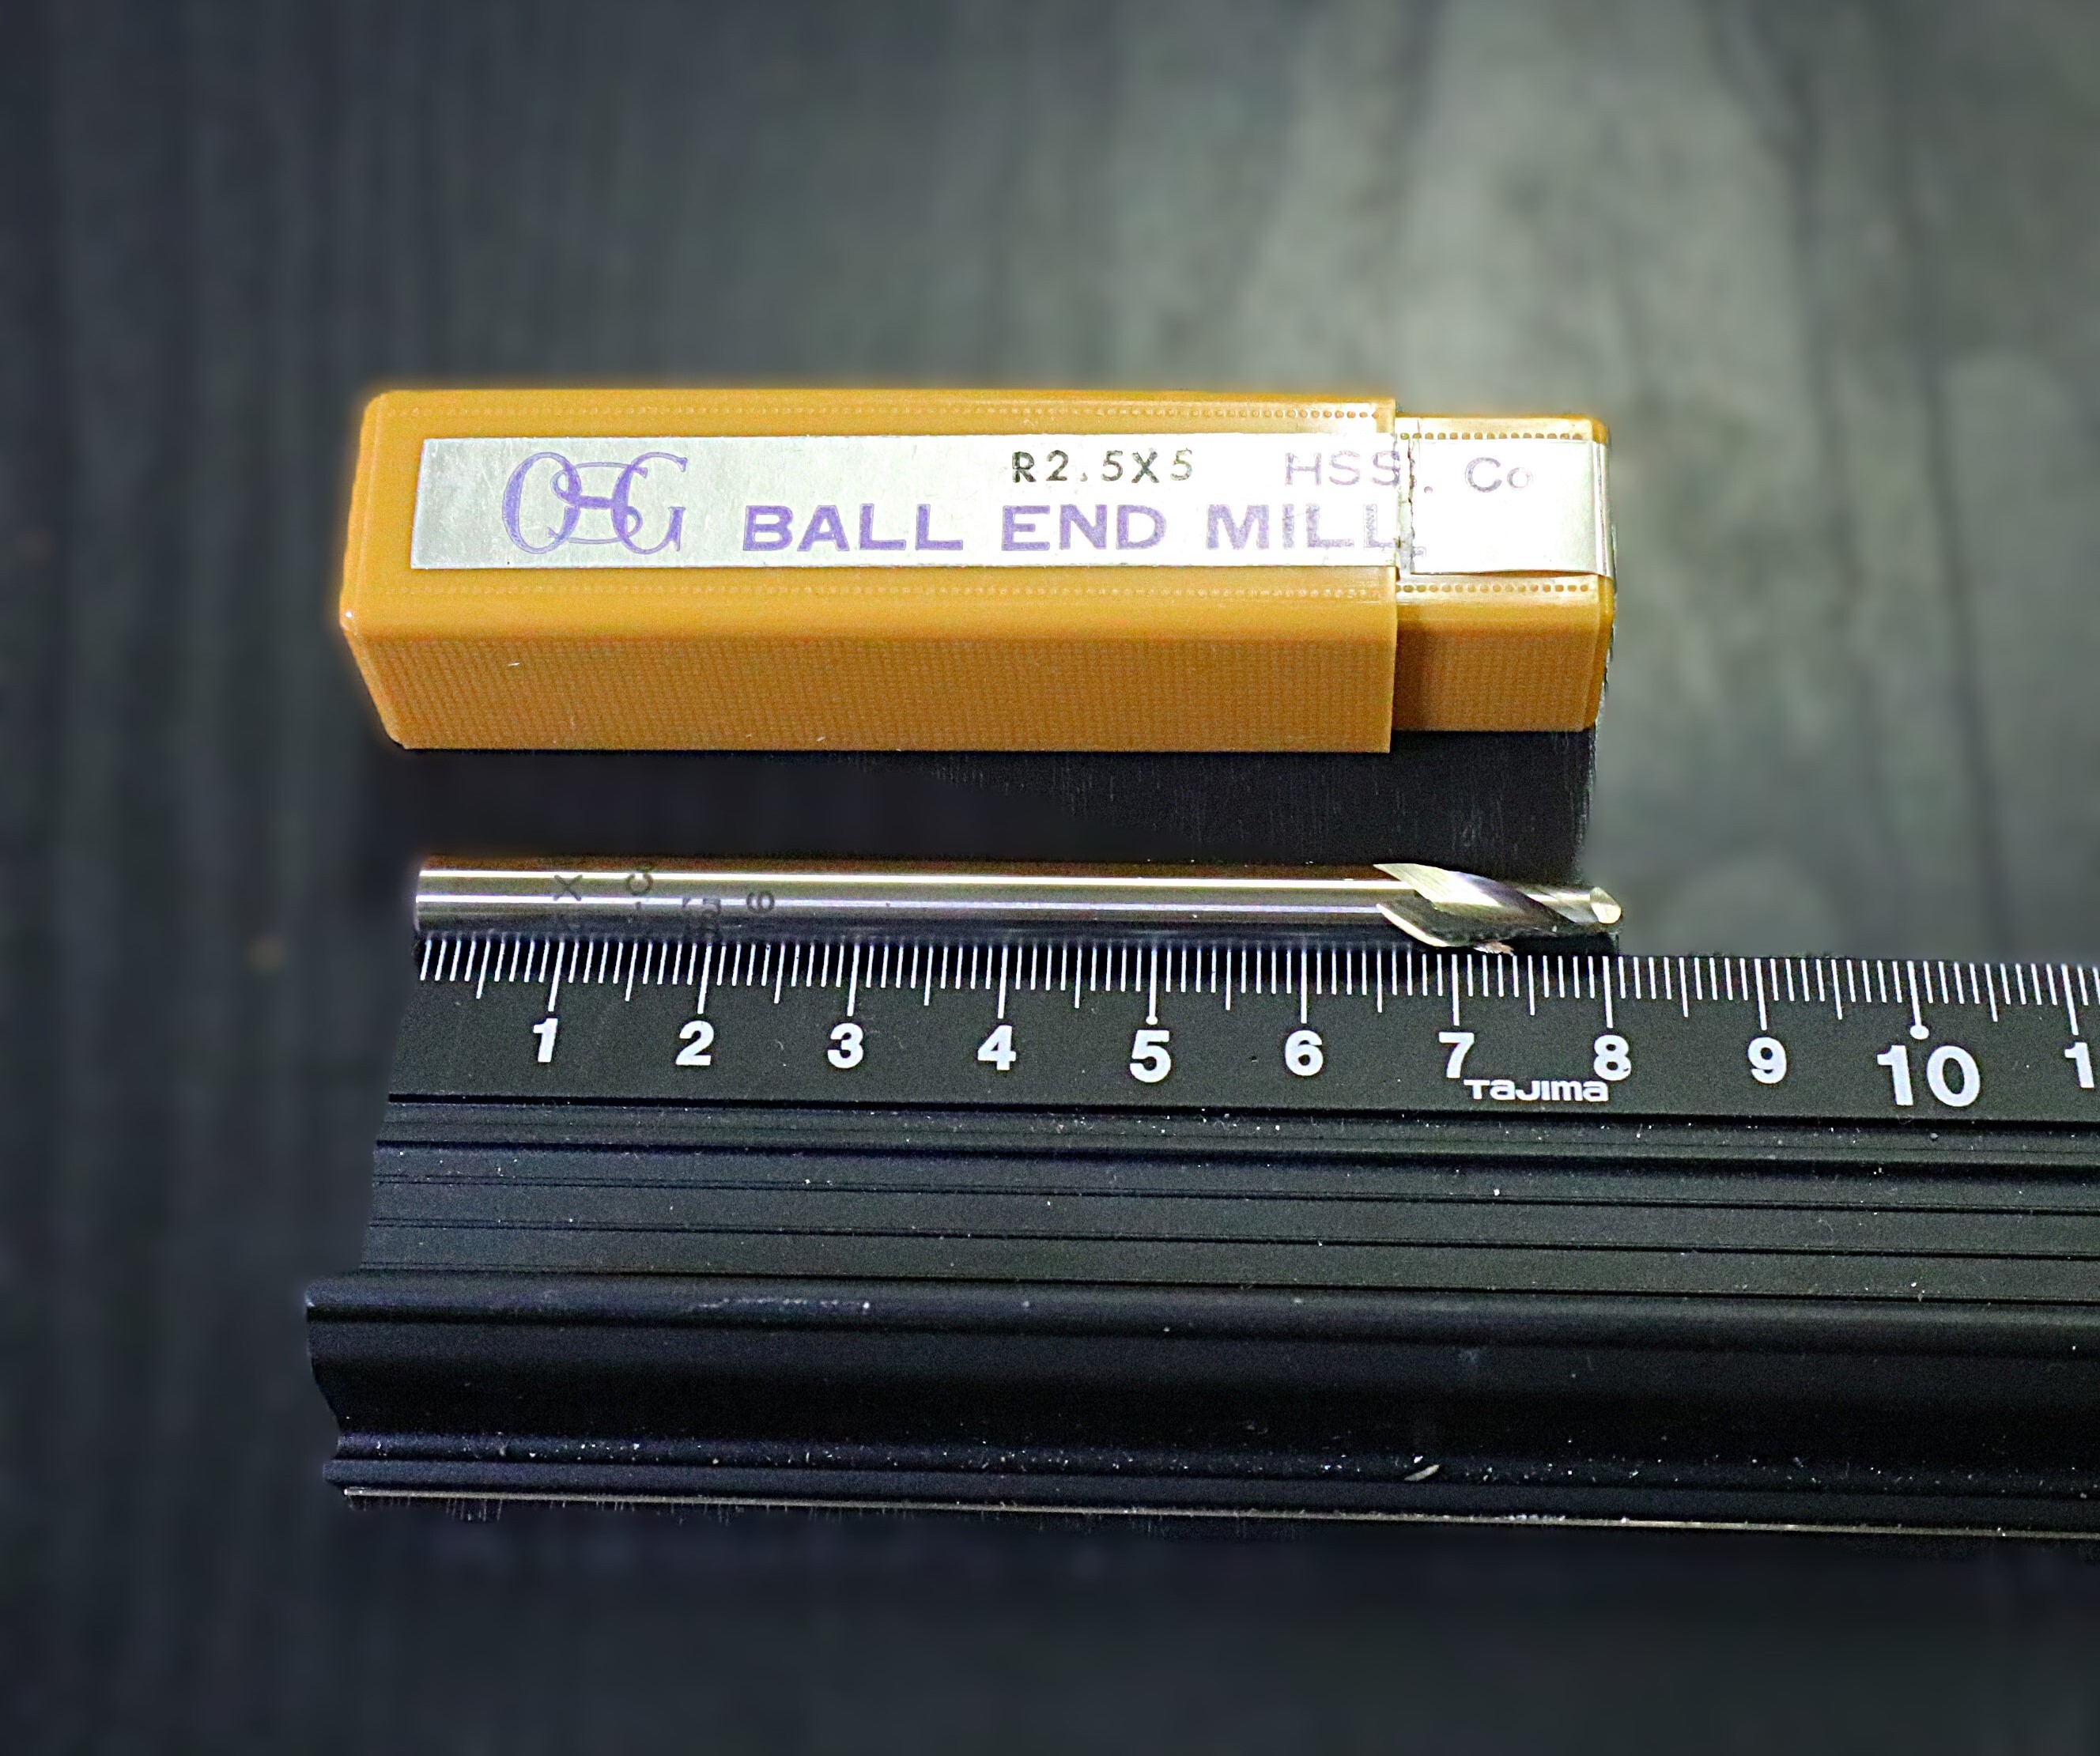 OSG
R2.5X5 HSS. Co
BALL END MILL
6
1 2 3 4 5 6 7 8 9 10
TaJima